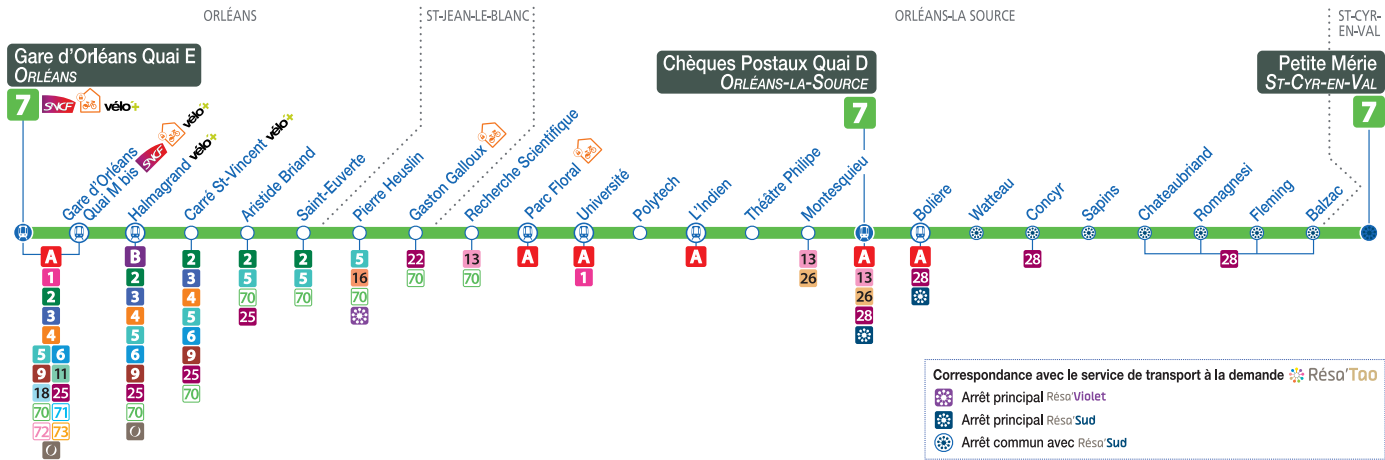 ORLÉANS
ST-JEAN-LE-BLANC
ORLÉANS-LA SOURCE
ST-CYR-
EN-VAL
Gare d'Orléans Quai E
ORLÉANS
7 SNCF vélo+
Chèques Postaux Quai D
ORLÉANS-LA-SOURCE
7
Petite Mérie
ST-CYR-EN-VAL
7
Gare d'Orléans
Quai M bis SNCF vélo+
Halmagrand vélo+
Carré St-Vincent vélo+
Aristide Briand
Saint-Euverte
Pierre Heuslin
Gaston Galloux
Recherche Scientifique
Parc Floral
Université
Polytech
L'Indien
Théâtre Philipe
Montesquieu
Bolière
Watteau
Concyr
Sapins
Chateaubriand
Romagnesi
Fleming
Balzac
A
1
2
3
4
5 6
9 11
18 25
70 71
72 73
O
B
2
3
4
5
6
9
25
70
O
2
3
4
5
6
9
25
70
2
5
70
25
2
5
70
5
16
70
22
70
13
70
A
A
1
A
13
26
A
13
26
28
A
28
28
28
Correspondance avec le service de transport à la demande Résa'Tao
Arrêt principal Résa'Violet
Arrêt principal Résa'Sud
Arrêt commun avec Résa'Sud